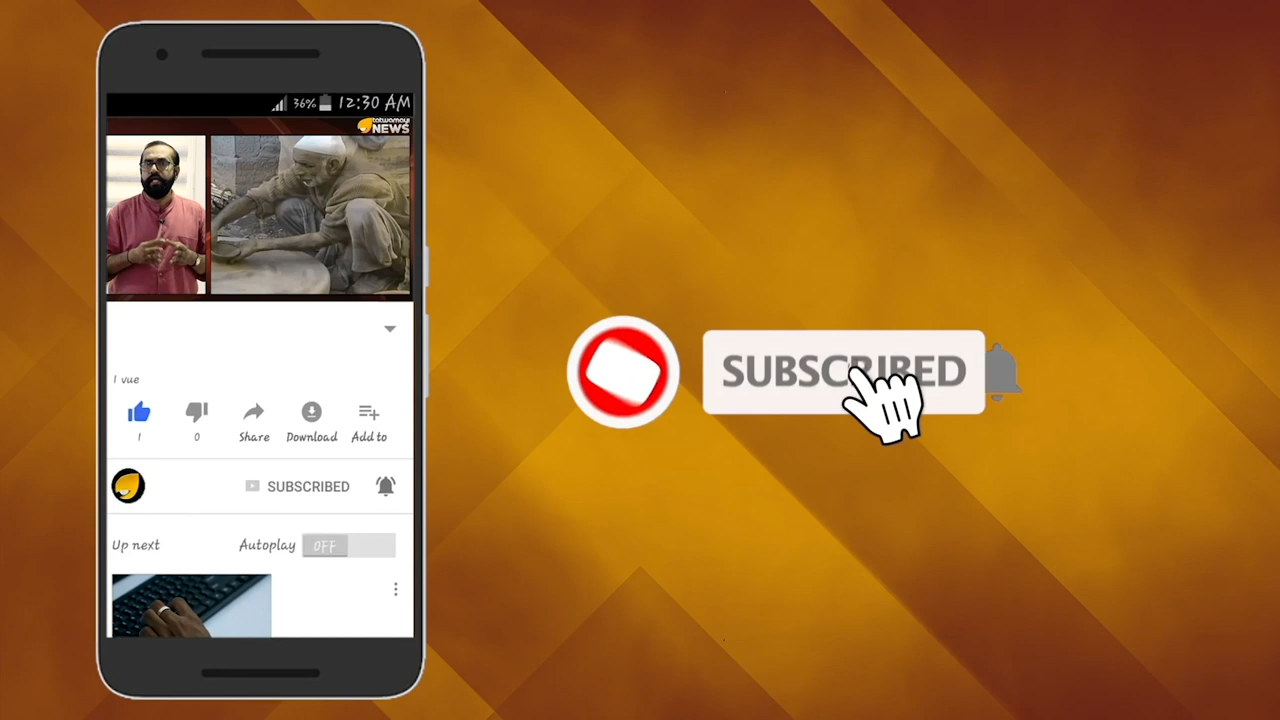 36% 12:30 AM
tatwamayi
NEWS
1 vue
1
0
Share
Download
Add to
SUBSCRIBED
Up next
Autoplay
OFF
SUBSCRIBED